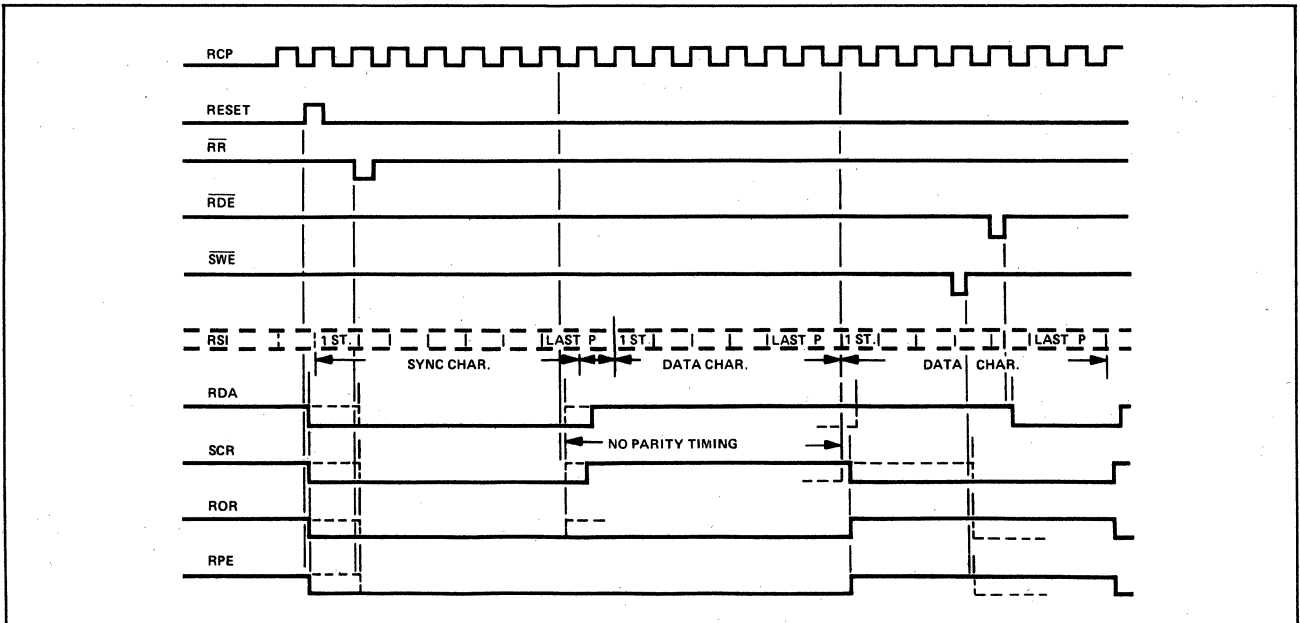 RCP
RESET
RR
RDE
SWE
RSI 1 ST. LAST P 1 ST. LAST P 1 ST. LAST P
SYNC CHAR. DATA CHAR. DATA CHAR.
RDA
NO PARITY TIMING
SCR
ROR
RPE